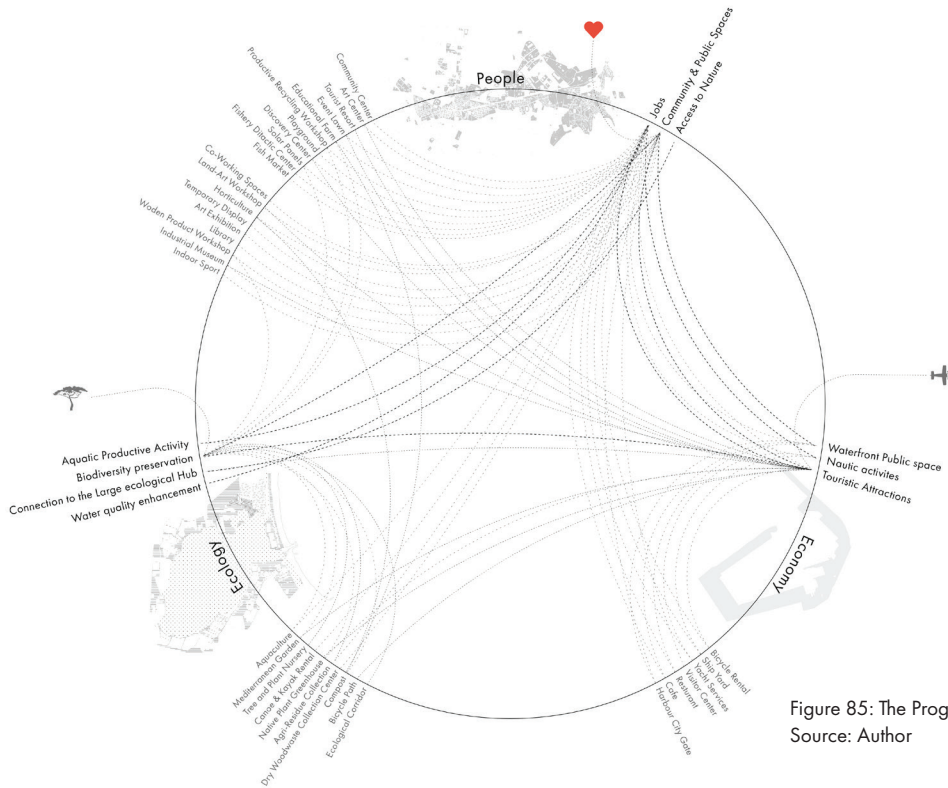 People
Jobs
Community & Public Spaces
Access to Nature
Community Center
Art Center
Tourist Resort
Event Lawn
Educational Farm
Productive Recycling Workshop
Playground
Discovery Center
Solar Panels
Fishery Ditactic Center
Fish Market
Co-Working Spaces
Land-Art Workshop
Horticulture
Temporary Display
Art Exhibition
Library
Woden Product Workshop
Industrial Museum
Indoor Sport
Aquatic Productive Activity
Biodiversity preservation
Connection to the Large ecological Hub
Water quality enhancement
Ecology
Waterfront Public space
Nautic activites
Touristic Attractions
Economy
Aquaculture
Mediterranean Garden
Tree and Plant Nursery
Canoe & Kayak Rental
Native Plant Greenhouse
Agri-Residue Collection
Dry Woodwaste Collection Center
Compost
Bicycle Path
Ecological Corridor
Bicycle Rental
Ship Yard
Yacht Services
Visitor Center
Resturant
Cafe
Harbour City Gate
Figure 85: The Prog
Source: Author